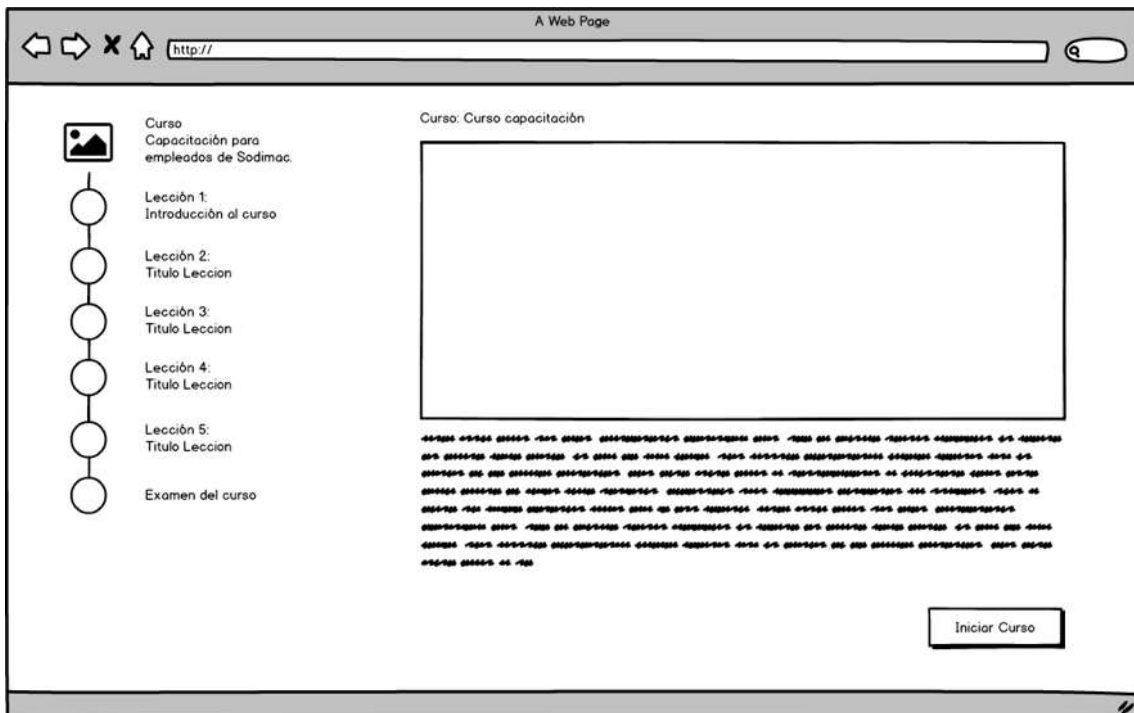 A Web Page
http://
Curso
Capacitación para
empleados de Sodimac.
Lección 1:
Introducción al curso
Lección 2:
Titulo Leccion
Lección 3:
Titulo Leccion
Lección 4:
Titulo Leccion
Lección 5:
Titulo Leccion
Examen del curso
Curso: Curso capacitación
Iniciar Curso